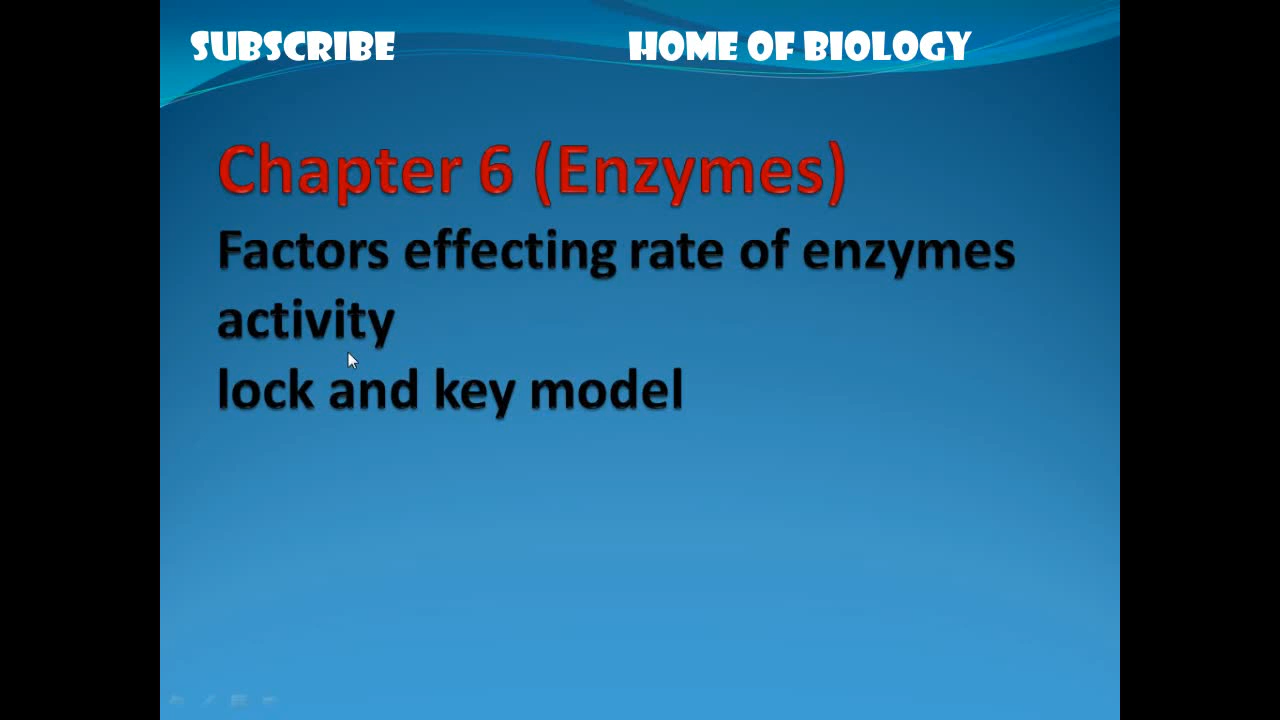 SUBSCRIBE HOME OF BIOLOGY
Chapter 6 (Enzymes)
Factors effecting rate of enzymes
activity
lock and key model